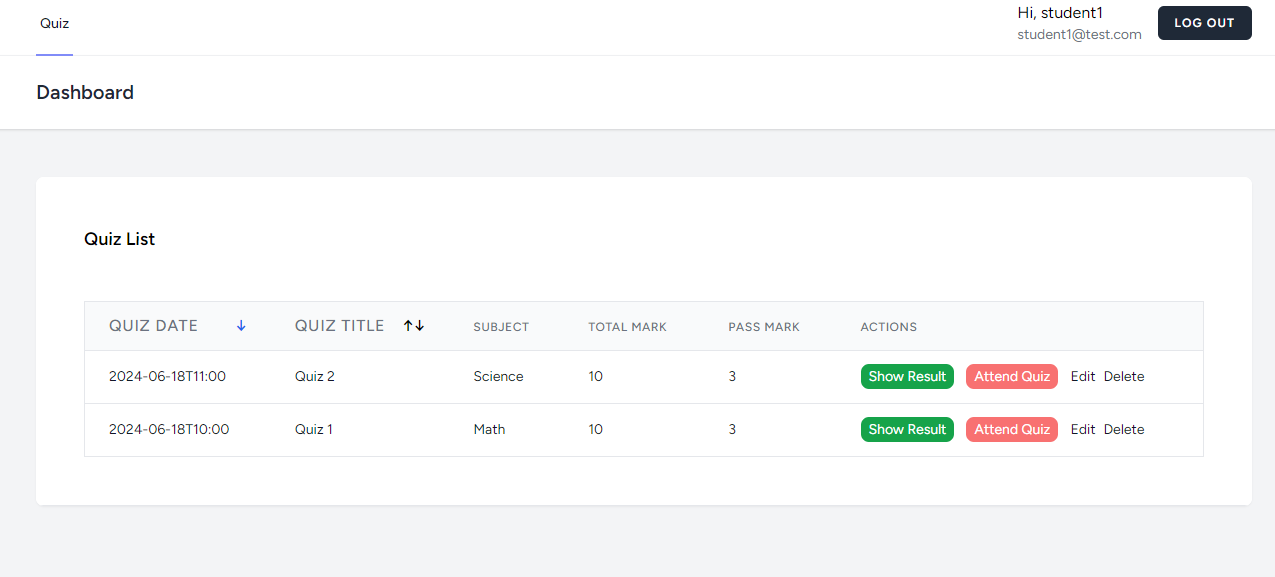 Quiz
Hi, student1
student1@test.com
LOG OUT
Dashboard
Quiz List
QUIZ DATE ↓ QUIZ TITLE ↑↓ SUBJECT TOTAL MARK PASS MARK ACTIONS
2024-06-18T11:00 Quiz 2 Science 10 3 Show Result Attend Quiz Edit Delete
2024-06-18T10:00 Quiz 1 Math 10 3 Show Result Attend Quiz Edit Delete